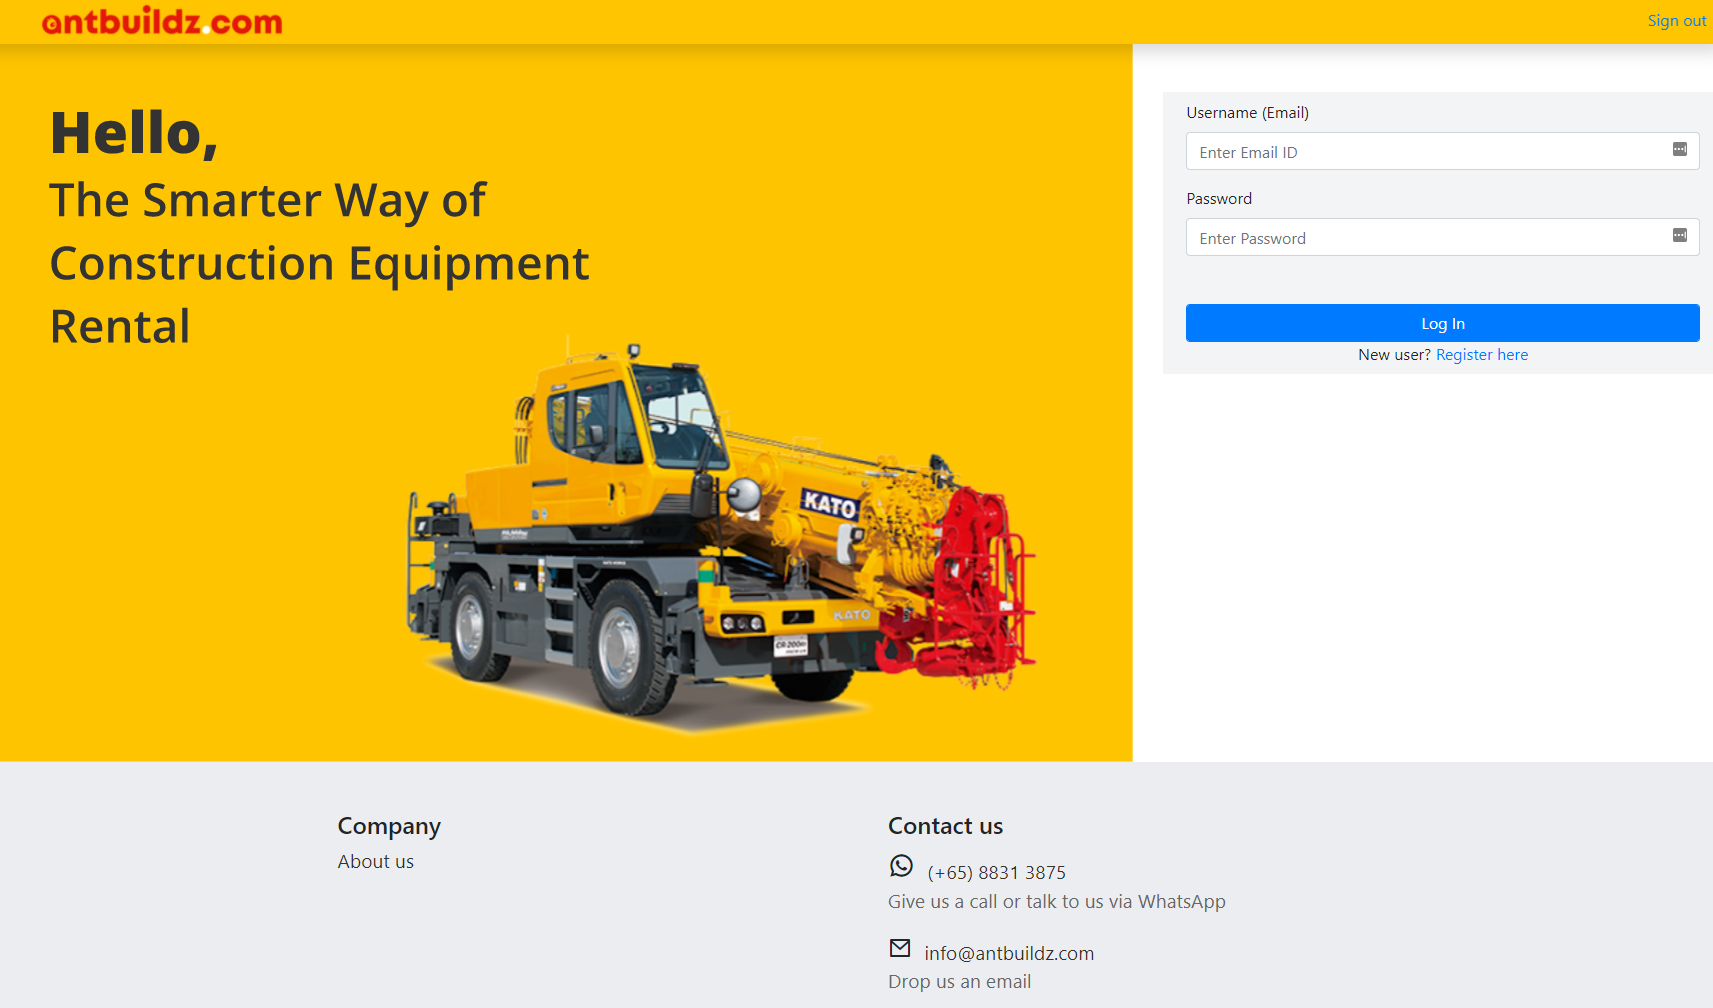 antbuildz.com
Sign out
Hello,
The Smarter Way of
Construction Equipment
Rental
KATO
KATO
CR-200Ri
Username (Email)
Enter Email ID
Password
Enter Password
Log In
New user? Register here
Company
About us
Contact us
(+65) 8831 3875
Give us a call or talk to us via WhatsApp
info@antbuildz.com
Drop us an email